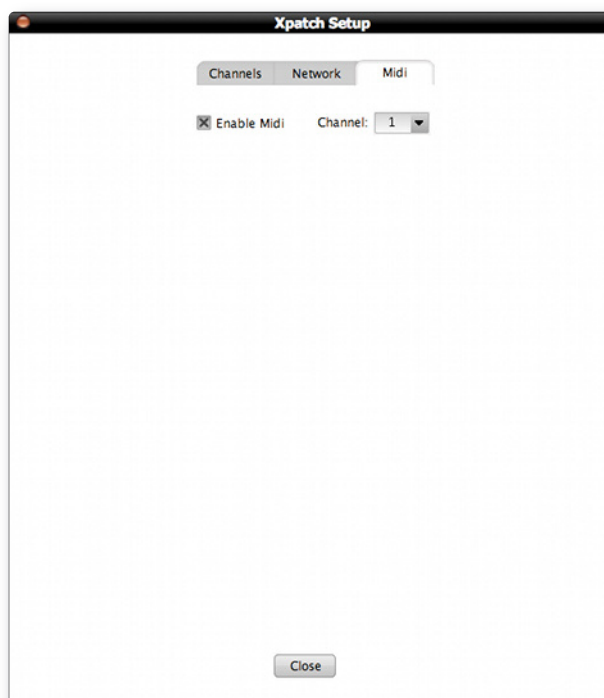 Xpatch Setup
Channels Network Midi
Enable Midi Channel: 1
Close